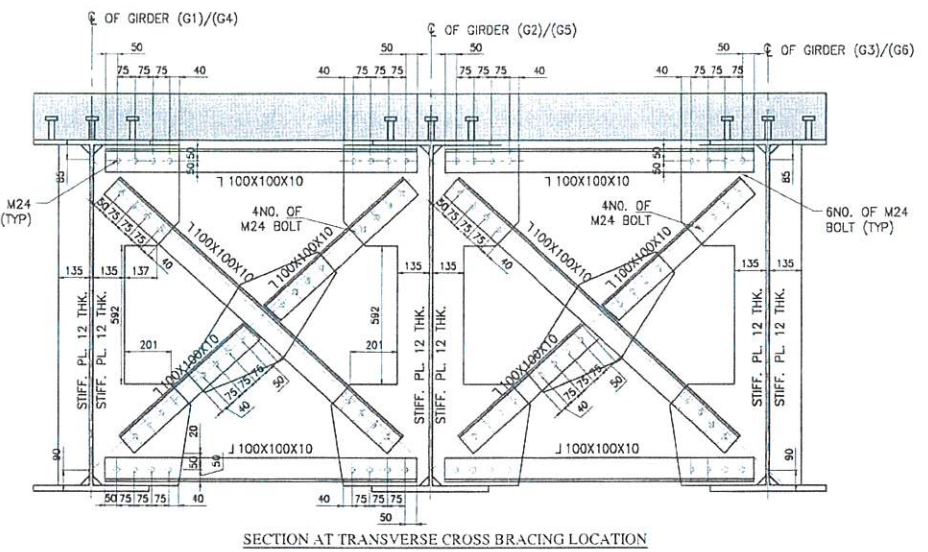 ℄ OF GIRDER (G1)/(G4)
℄ OF GIRDER (G2)/(G5)
℄ OF GIRDER (G3)/(G6)
50
75 75 75
40
50
40
75 75 75
50
75 75 75
40
50
40
75 75 75
50
50
50
85
50
50
85
M24
(TYP)
⅂ 100X100X10
⅂ 100X100X10
4NO. OF
M24 BOLT
4NO. OF
M24 BOLT
6NO. OF M24
BOLT (TYP)
50 75 75 75
40
50 75 75 75
40
⅂ 100X100X10
⅂ 100X100X10
⅂ 100X100X10
⅂ 100X100X10
135 135 137
135 135
135 135
STIFF. PL. 12 THK.
STIFF. PL. 12 THK.
STIFF. PL. 12 THK.
STIFF. PL. 12 THK.
STIFF. PL. 12 THK.
STIFF. PL. 12 THK.
592
592
201
201
⅂ 100X100X10
⅂ 100X100X10
75 75 75
50
40
75 75 75
50
40
20
50
50
90
90
⅃ 100X100X10
⅃ 100X100X10
50 75 75 75 40
40 75 75 75
50
SECTION AT TRANSVERSE CROSS BRACING LOCATION